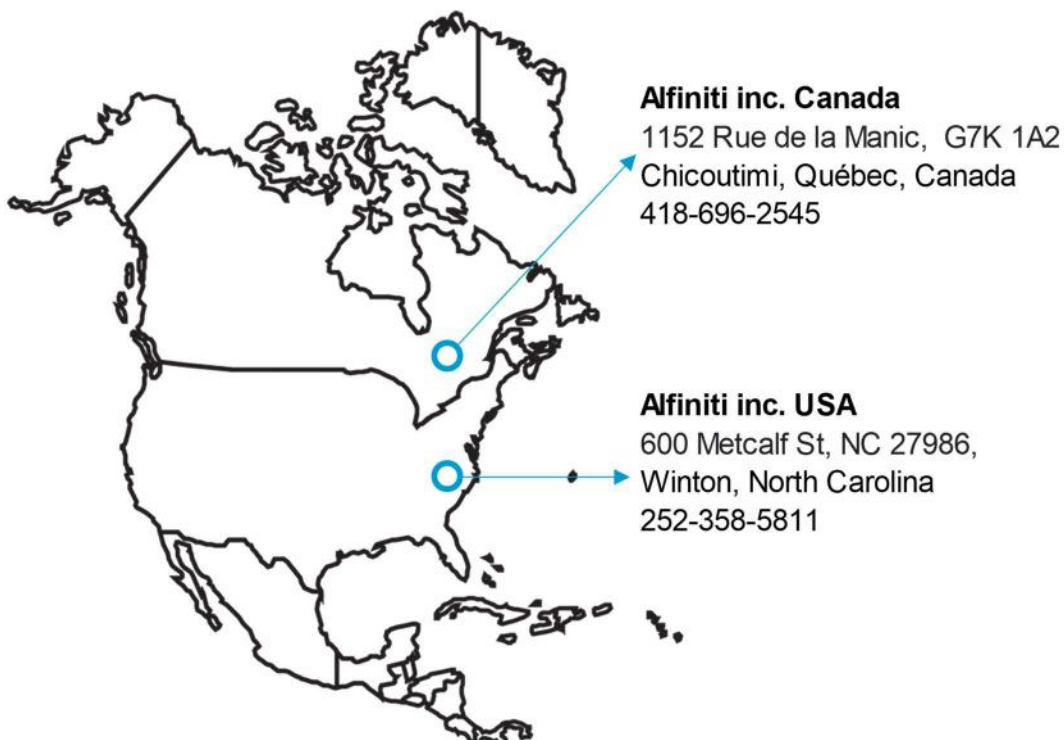 Alfiniti inc. Canada
1152 Rue de la Manic, G7K 1A2
Chicoutimi, Québec, Canada
418-696-2545
Alfiniti inc. USA
600 Metcalf St, NC 27986,
Winton, North Carolina
252-358-5811